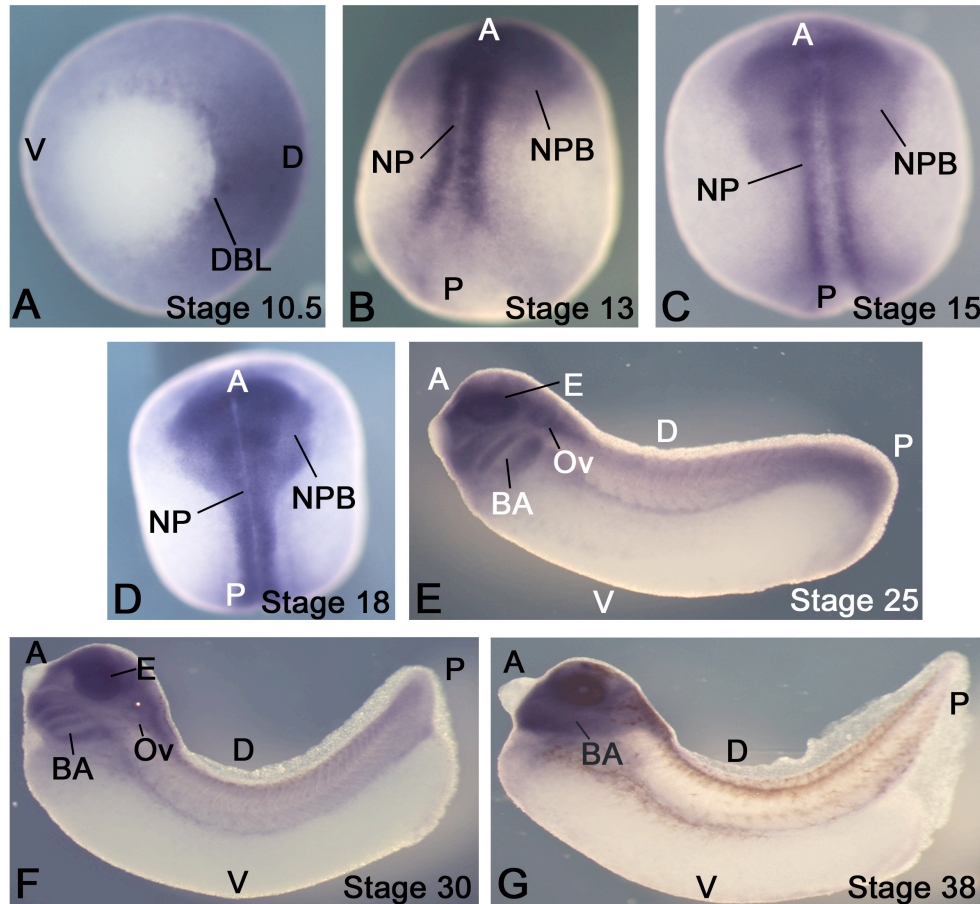 V
D
DBL
A
Stage 10.5
A
NP
NPB
P
B
Stage 13
A
NP
NPB
P
C
Stage 15
A
NP
NPB
P
D
Stage 18
A
E
D
P
Ov
BA
V
E
Stage 25
A
E
P
BA
Ov
D
V
F
Stage 30
A
P
BA
D
V
G
Stage 38